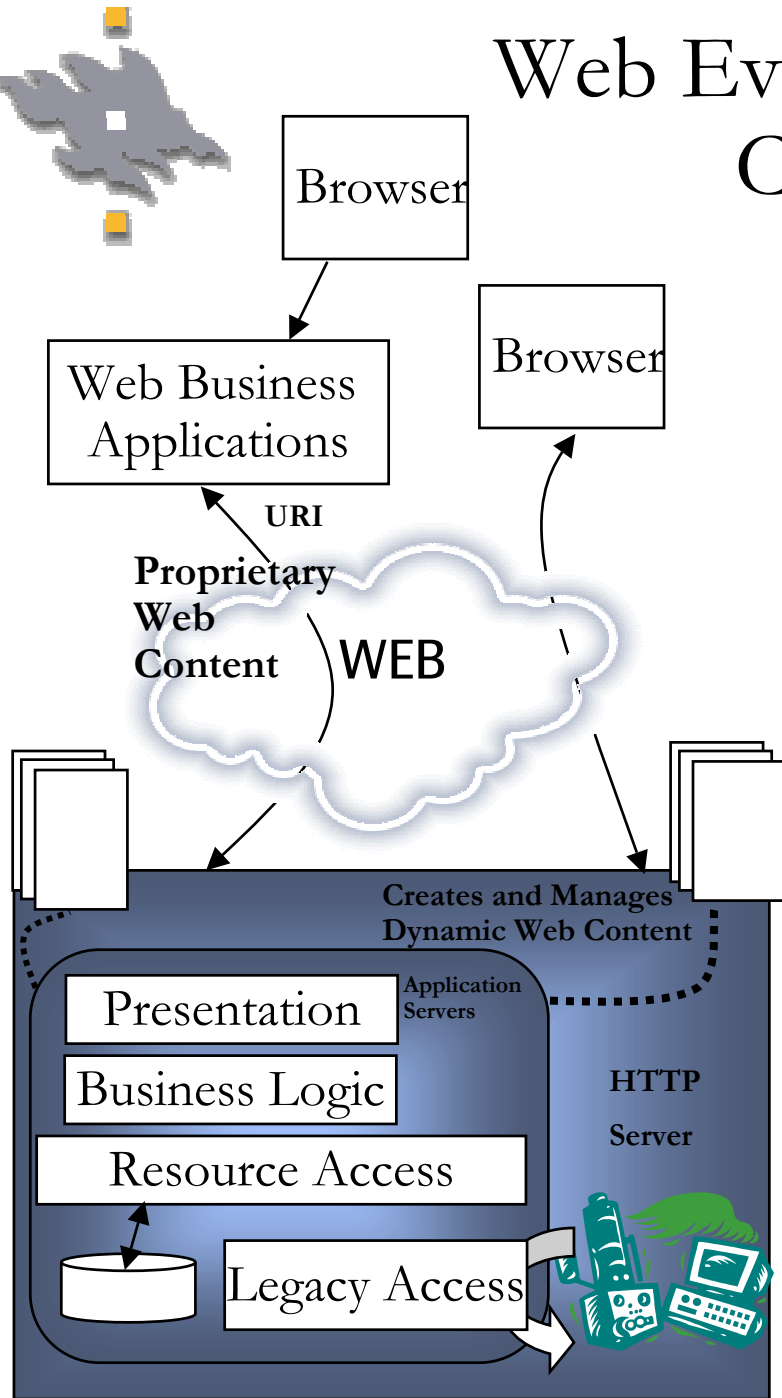 Web Ev
Browser
Browser
Web Business
Applications
URI
Proprietary
Web
Content
WEB
Creates and Manages
Dynamic Web Content
Application
Servers
Presentation
Business Logic
HTTP
Server
Resource Access
Legacy Access